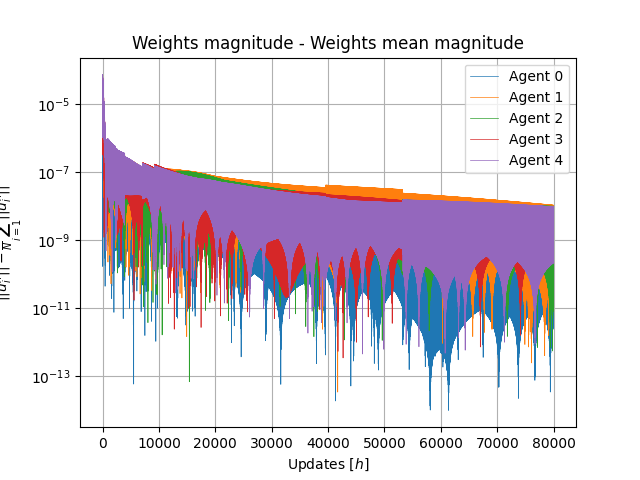 Weights magnitude - Weights mean magnitude
Agent 0
Agent 1
Agent 2
Agent 3
Agent 4
10⁻⁵
10⁻⁷
10⁻⁹
10⁻¹¹
10⁻¹³
0 10000 20000 30000 40000 50000 60000 70000 80000
Updates [h]